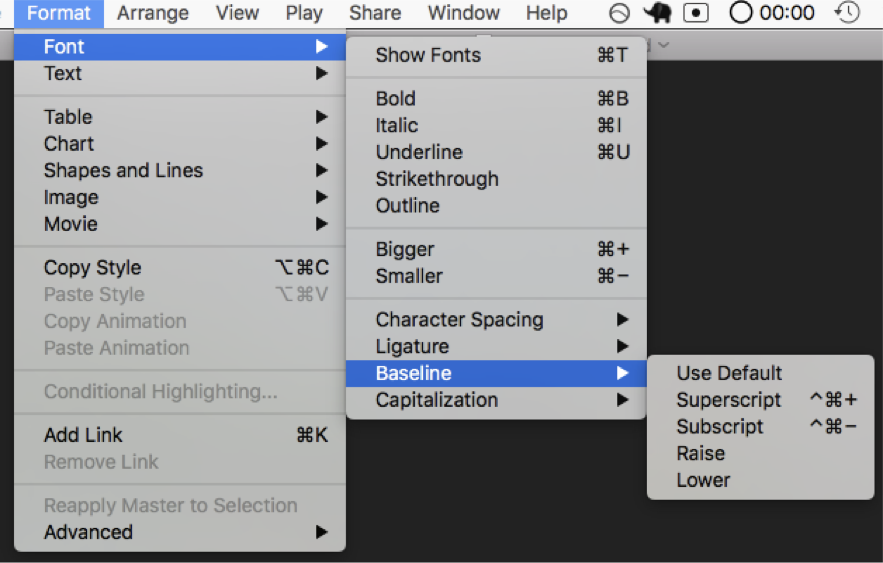 Format Arrange View Play Share Window Help 00:00
Font
Text
Table
Chart
Shapes and Lines
Image
Movie
Copy Style ⌥⌘C
Paste Style ⌥⌘V
Copy Animation
Paste Animation
Conditional Highlighting...
Add Link ⌘K
Remove Link
Reapply Master to Selection
Advanced
Show Fonts ⌘T
Bold ⌘B
Italic ⌘I
Underline ⌘U
Strikethrough
Outline
Bigger ⌘+
Smaller ⌘−
Character Spacing
Ligature
Baseline
Capitalization
Use Default
Superscript ^⌘+
Subscript ^⌘−
Raise
Lower